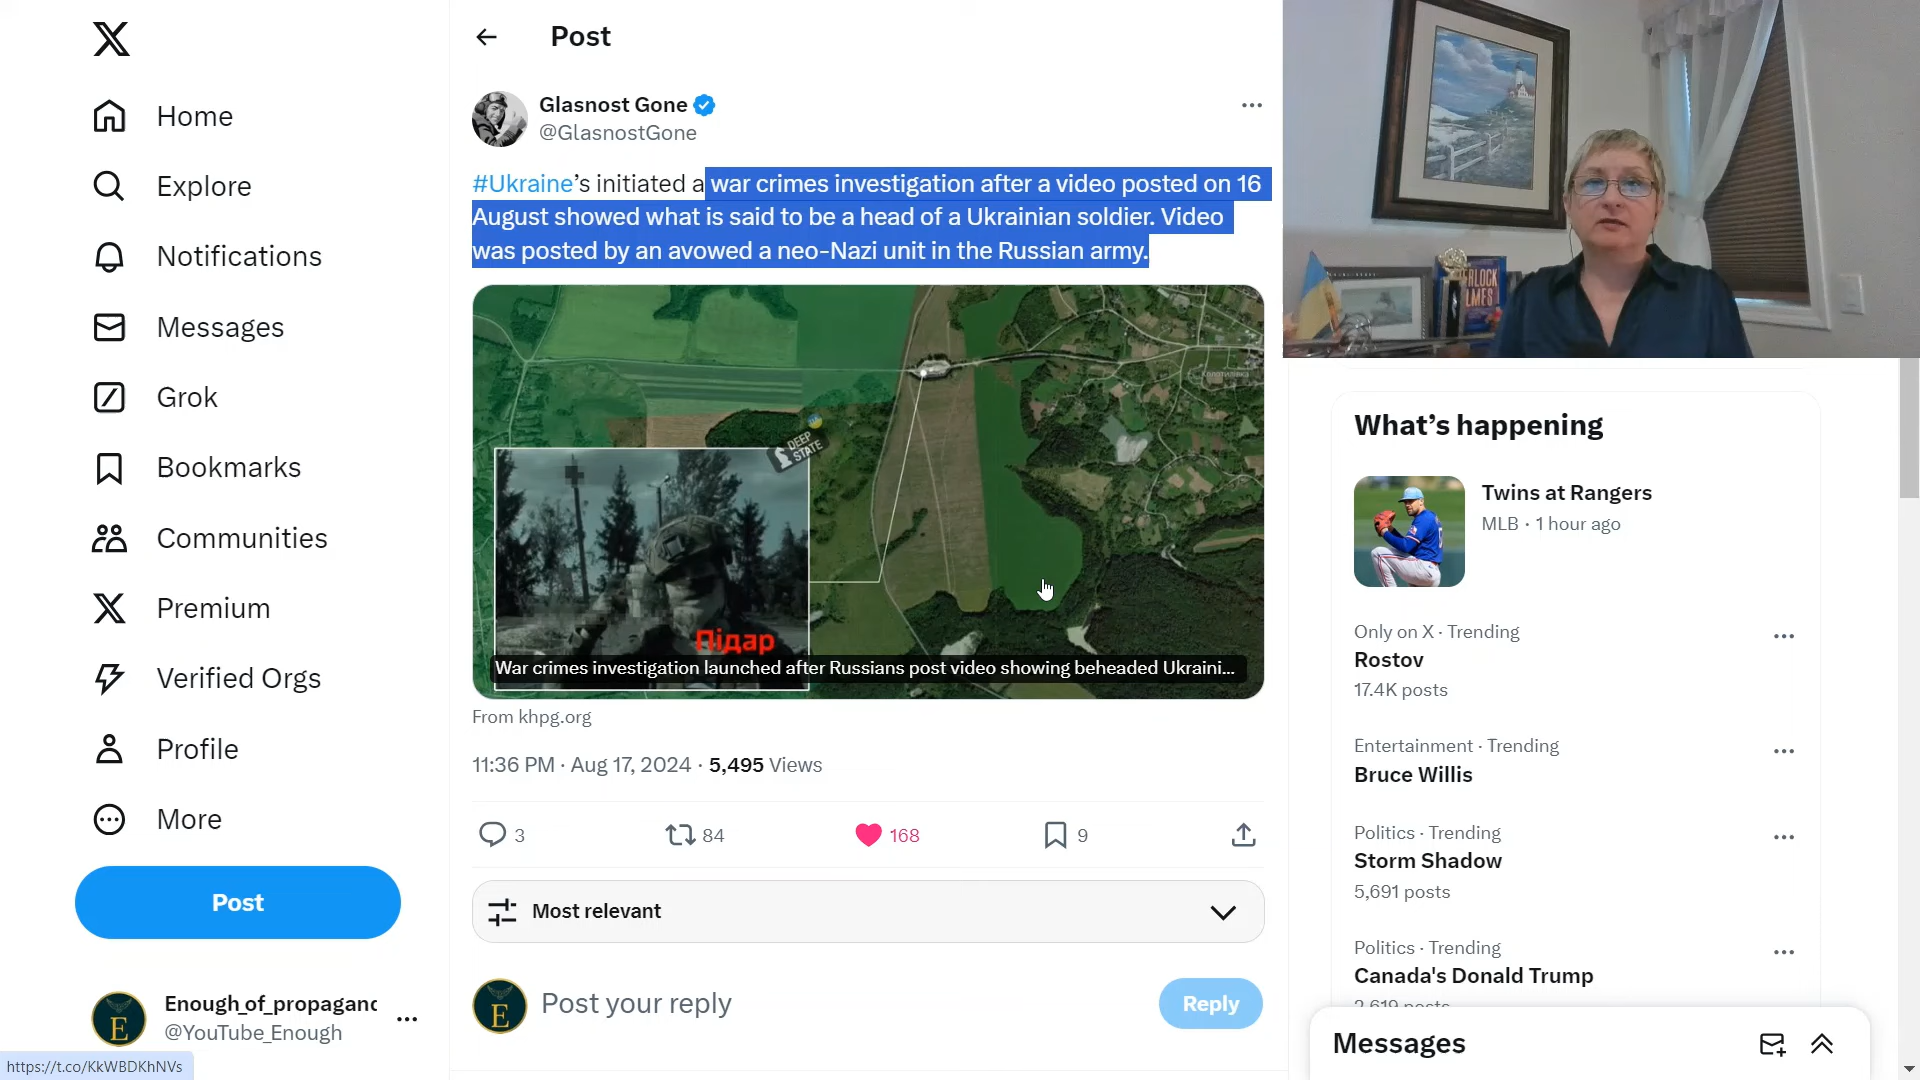 Home
Explore
Notifications
Messages
Grok
Bookmarks
Communities
Premium
Verified Orgs
Profile
More
Post
Enough_of_propagand
@YouTube_Enough
https://t.co/KkWBDKhNVs
Post
Glasnost Gone
@GlasnostGone
#Ukraine’s initiated a war crimes investigation after a video posted on 16
August showed what is said to be a head of a Ukrainian soldier. Video
was posted by an avowed a neo-Nazi unit in the Russian army.
DEEP
STATE
Підар
War crimes investigation launched after Russians post video showing beheaded Ukraini...
From khpg.org
11:36 PM · Aug 17, 2024 · 5,495 Views
3
84
168
9
Most relevant
E
Post your reply
Reply
What’s happening
Twins at Rangers
MLB · 1 hour ago
Only on X · Trending
Rostov
17.4K posts
Entertainment · Trending
Bruce Willis
Politics · Trending
Storm Shadow
5,691 posts
Politics · Trending
Canada's Donald Trump
2,619 posts
Messages